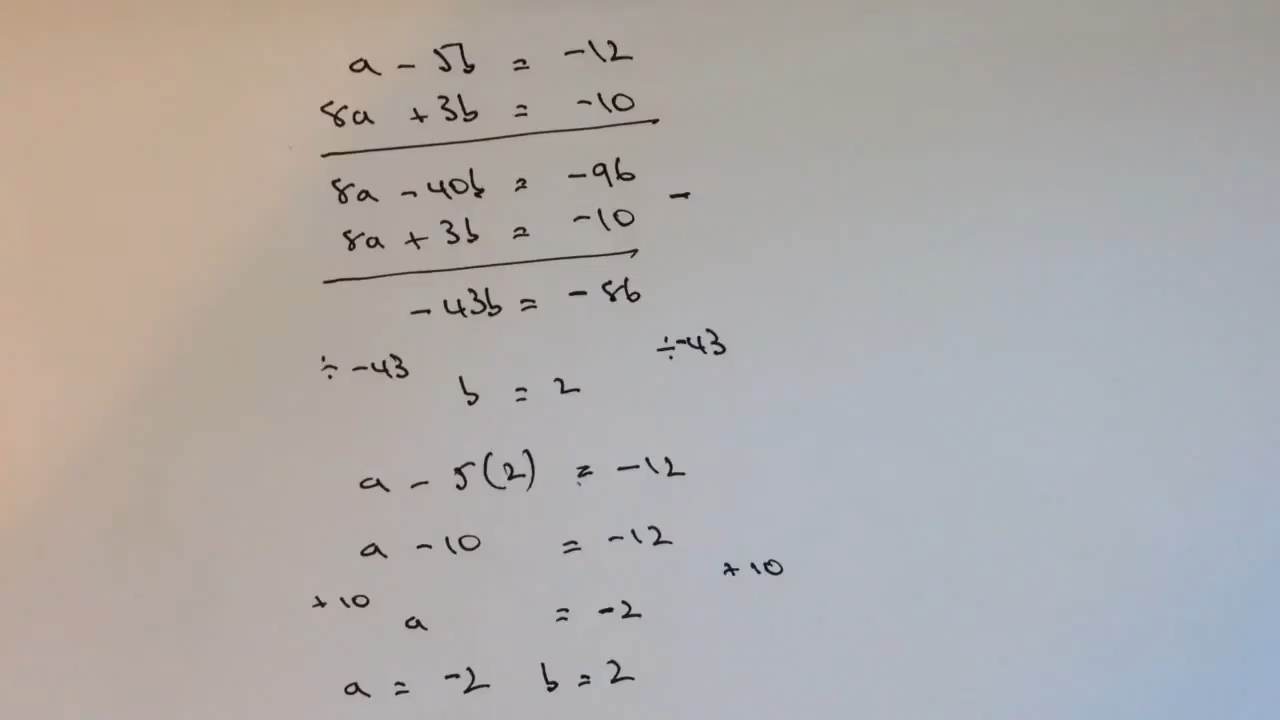 a - 5b = -12
8a + 3b = -10
8a - 40b = -96
-
8a + 3b = -10
-43b = -86
÷ -43 ÷-43
b = 2
a - 5(2) = -12
a - 10 = -12
+10 +10
a = -2
a = -2 b = 2